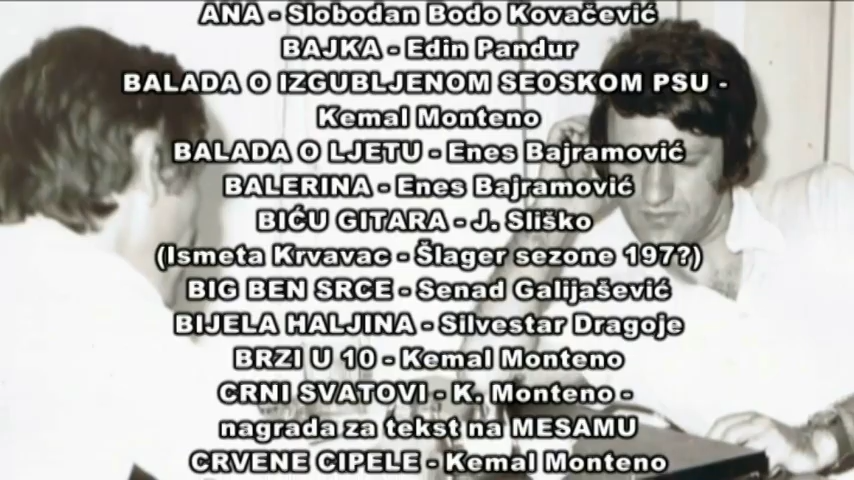 ANA - Slobodan Bodo Kovačević
BAJKA - Edin Pandur
BALADA O IZGUBLJENOM SEOSKOM PSU -
Kemal Monteno
BALADA O LJETU - Enes Bajramović
BALERINA - Enes Bajramović
BIĆU GITARA - J. Sliško
(Ismeta Krvavac - Šlager sezone 197?)
BIG BEN SRCE - Senad Galijašević
BIJELA HALJINA - Silvestar Dragoje
BRZI U 10 - Kemal Monteno
CRNI SVATOVI - K. Monteno -
nagrada za tekst na MESAMU
CRVENE CIPELE - Kemal Monteno